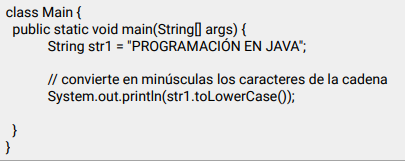 class Main {
public static void main(String[] args) {
String str1 = "PROGRAMACIÓN EN JAVA";
// convierte en minúsculas los caracteres de la cadena
System.out.println(str1.toLowerCase());
}
}